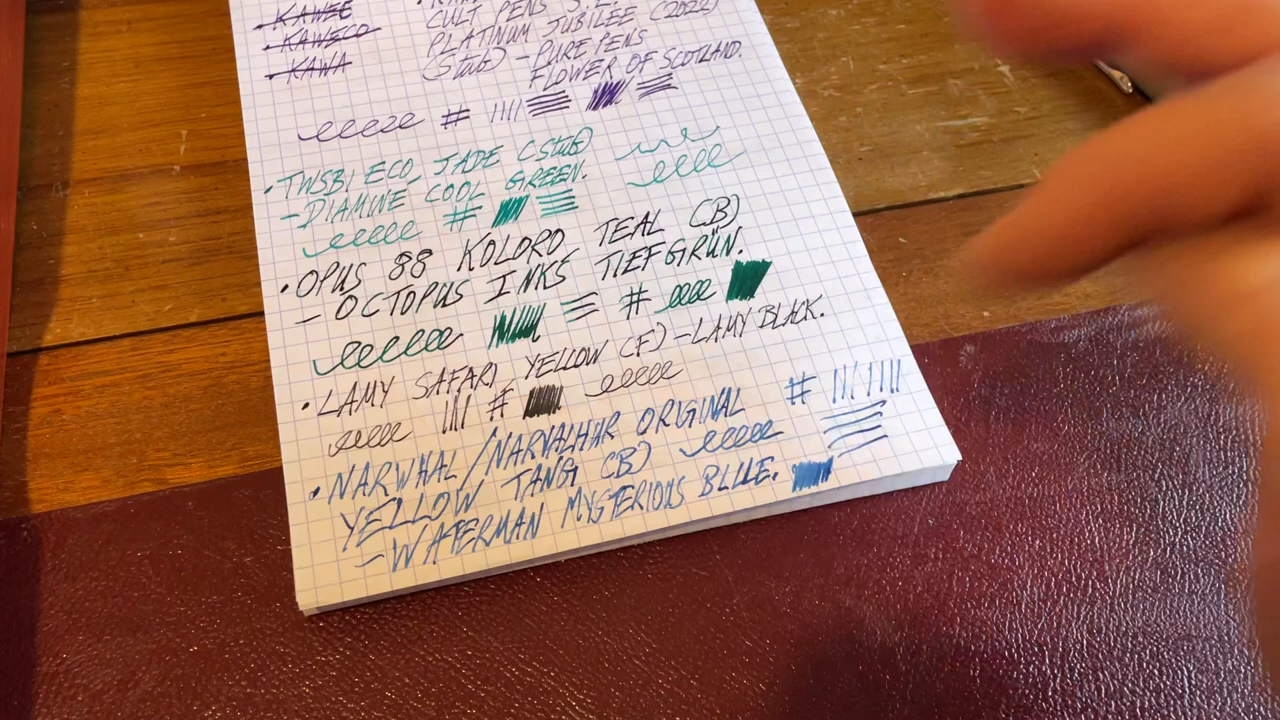 KAWEE
KAWECO
KAWA
CULT PENS S.E.
PLATINUM JUBILEE (2022)
(STUB) - PURE PENS
FLOWER OF SCOTLAND.
#
• TWSBI ECO JADE (STUB)
- DIAMINE COOL GREEN.
#
• OPUS 88 KOLORO TEAL (B)
- OCTOPUS INKS TIEFGRÜN.
#
• LAMY SAFARI YELLOW (F) - LAMY BLACK.
#
• NARWHAL/NARVALHUR ORIGINAL #
YELLOW TANG (B)
- WATERMAN MYSTERIOUS BLUE.